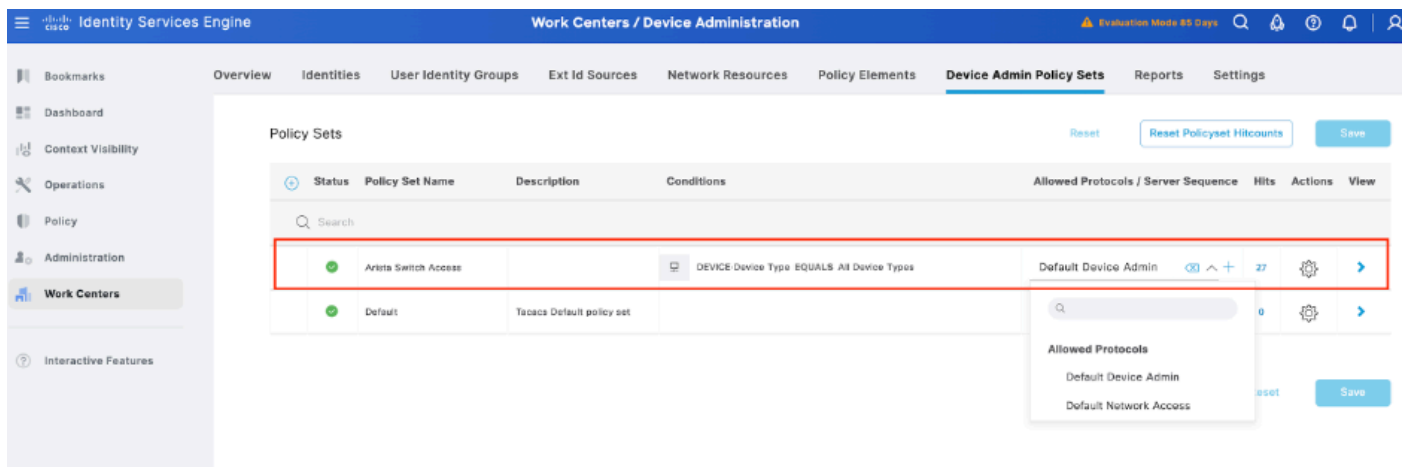 cisco Identity Services Engine
Work Centers / Device Administration
Evaluation Mode 85 Days
Bookmarks
Dashboard
Context Visibility
Operations
Policy
Administration
Work Centers
Interactive Features
Overview Identities User Identity Groups Ext Id Sources Network Resources Policy Elements Device Admin Policy Sets Reports Settings
Policy Sets
Reset Reset Policyset Hitcounts Save
Status Policy Set Name Description Conditions Allowed Protocols / Server Sequence Hits Actions View
Search
Arista Switch Access DEVICE-Device Type EQUALS All Device Types Default Device Admin 27
Default Tacacs Default policy set 0
Allowed Protocols
Default Device Admin
Default Network Access
Save